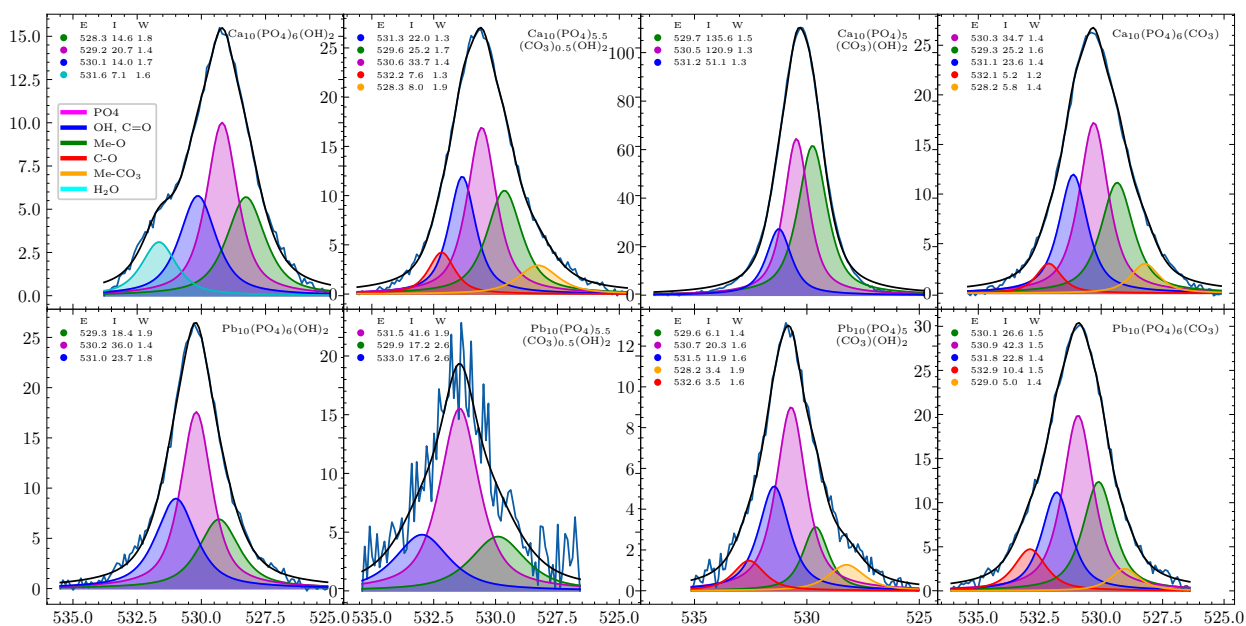 E I W
528.3 14.6 1.8
529.2 20.7 1.4
530.1 14.0 1.7
531.6 7.1 1.6
Ca10(PO4)6(OH)2
PO4
OH, C=O
Me-O
C-O
Me-CO₃
H₂O
15.0
12.5
10.0
7.5
5.0
2.5
0.0
E I W
531.3 22.0 1.3
529.6 25.2 1.7
530.6 33.7 1.4
532.2 7.6 1.3
528.3 8.0 1.9
Ca10(PO4)5.5
(CO3)0.5(OH)2
25
20
15
10
5
0
E I W
529.7 135.6 1.5
530.5 120.9 1.3
531.2 51.1 1.3
Ca10(PO4)5
(CO3)(OH)2
100
80
60
40
20
0
E I W
530.3 34.7 1.4
529.3 25.2 1.6
531.1 23.6 1.4
532.1 5.2 1.2
528.2 5.8 1.4
Ca10(PO4)6(CO3)
25
20
15
10
5
0
E I W
529.3 18.4 1.9
530.2 36.0 1.4
531.0 23.7 1.8
Pb10(PO4)6(OH)2
25
20
15
10
5
0
535.0 532.5 530.0 527.5 525.0
E I W
531.5 41.6 1.9
529.9 17.2 2.6
533.0 17.6 2.6
Pb10(PO4)5.5
(CO3)0.5(OH)2
20
15
10
5
0
535.0 532.5 530.0 527.5 525.0
E I W
529.6 6.1 1.4
530.7 20.3 1.6
531.5 11.9 1.6
528.2 3.4 1.9
532.6 3.5 1.6
Pb10(PO4)5
(CO3)(OH)2
12
10
8
6
4
2
0
535 530 525
E I W
530.1 26.6 1.5
530.9 42.3 1.5
531.8 22.8 1.4
532.9 10.4 1.5
529.0 5.0 1.4
Pb10(PO4)6(CO3)
30
25
20
15
10
5
0
535.0 532.5 530.0 527.5 525.0